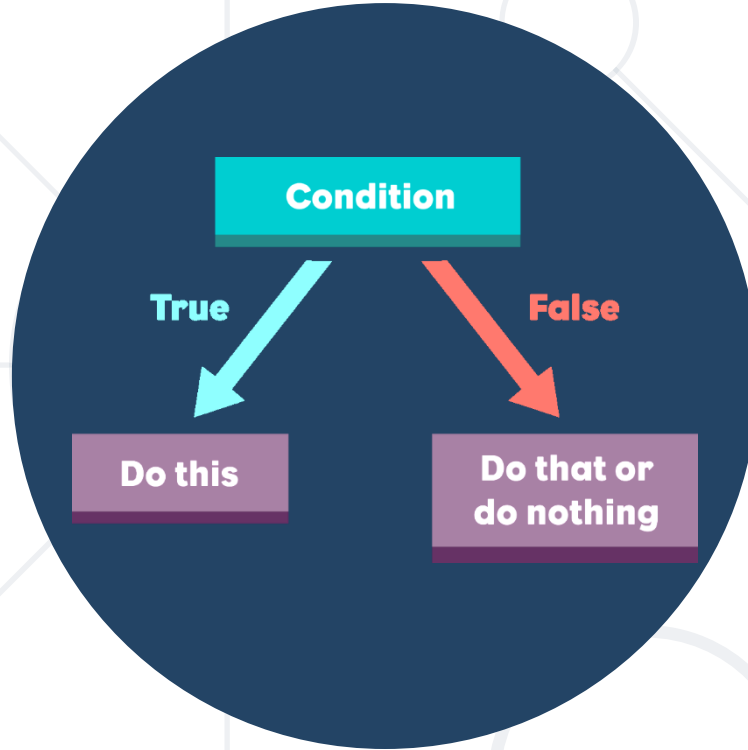 Condition
True
False
Do this
Do that or
do nothing